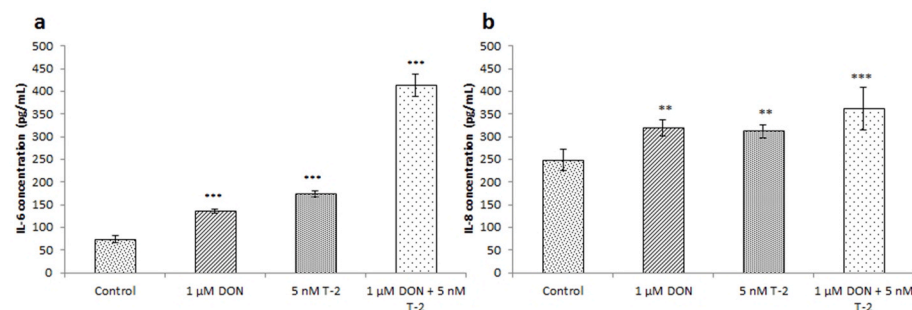 a
IL-6 concentration (pg/mL)
500
450
400
350
300
250
200
150
100
50
0
***
***
***
Control
1 µM DON
5 nM T-2
1 µM DON + 5 nM
T-2
b
IL-8 concentration (pg/mL)
500
450
400
350
300
250
200
150
100
50
0
**
**
***
Control
1 µM DON
5 nM T-2
1 µM DON + 5 nM
T-2